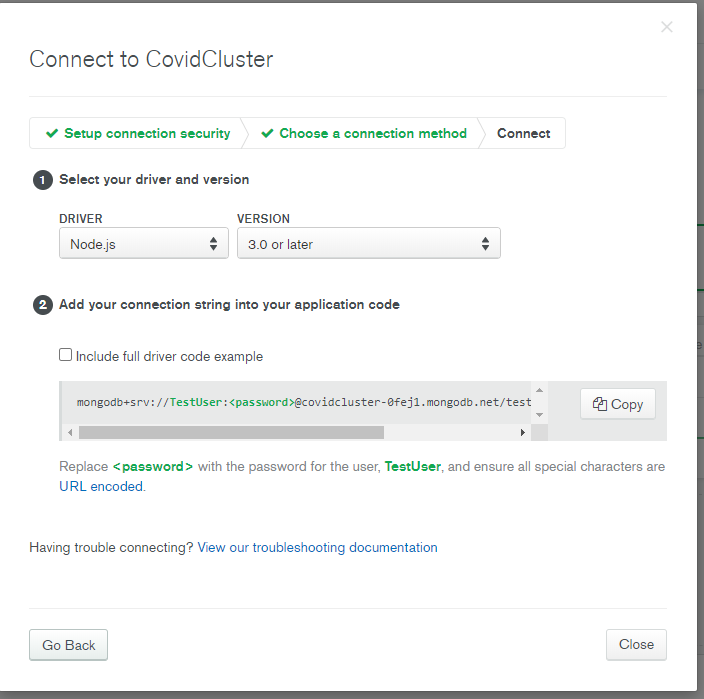 Connect to CovidCluster
Setup connection security
Choose a connection method
Connect
1 Select your driver and version
DRIVER
VERSION
Node.js
3.0 or later
2 Add your connection string into your application code
Include full driver code example
mongodb+srv://TestUser:<password>@covidcluster-0fej1.mongodb.net/test
Copy
Replace <password> with the password for the user, TestUser, and ensure all special characters are
URL encoded.
Having trouble connecting? View our troubleshooting documentation
Go Back
Close